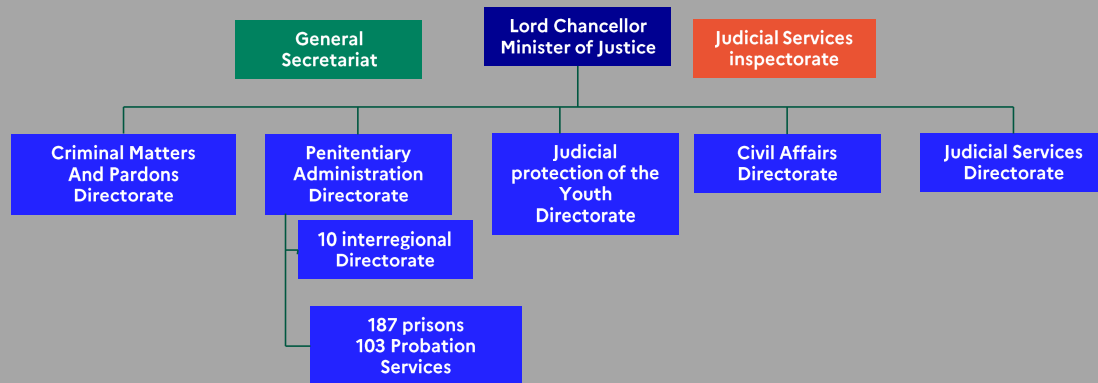 General
Secretariat
Lord Chancellor
Minister of Justice
Judicial Services
inspectorate
Criminal Matters
And Pardons
Directorate
Penitentiary
Administration
Directorate
Judicial
protection of the
Youth
Directorate
Civil Affairs
Directorate
Judicial Services
Directorate
10 interregional
Directorate
187 prisons
103 Probation
Services